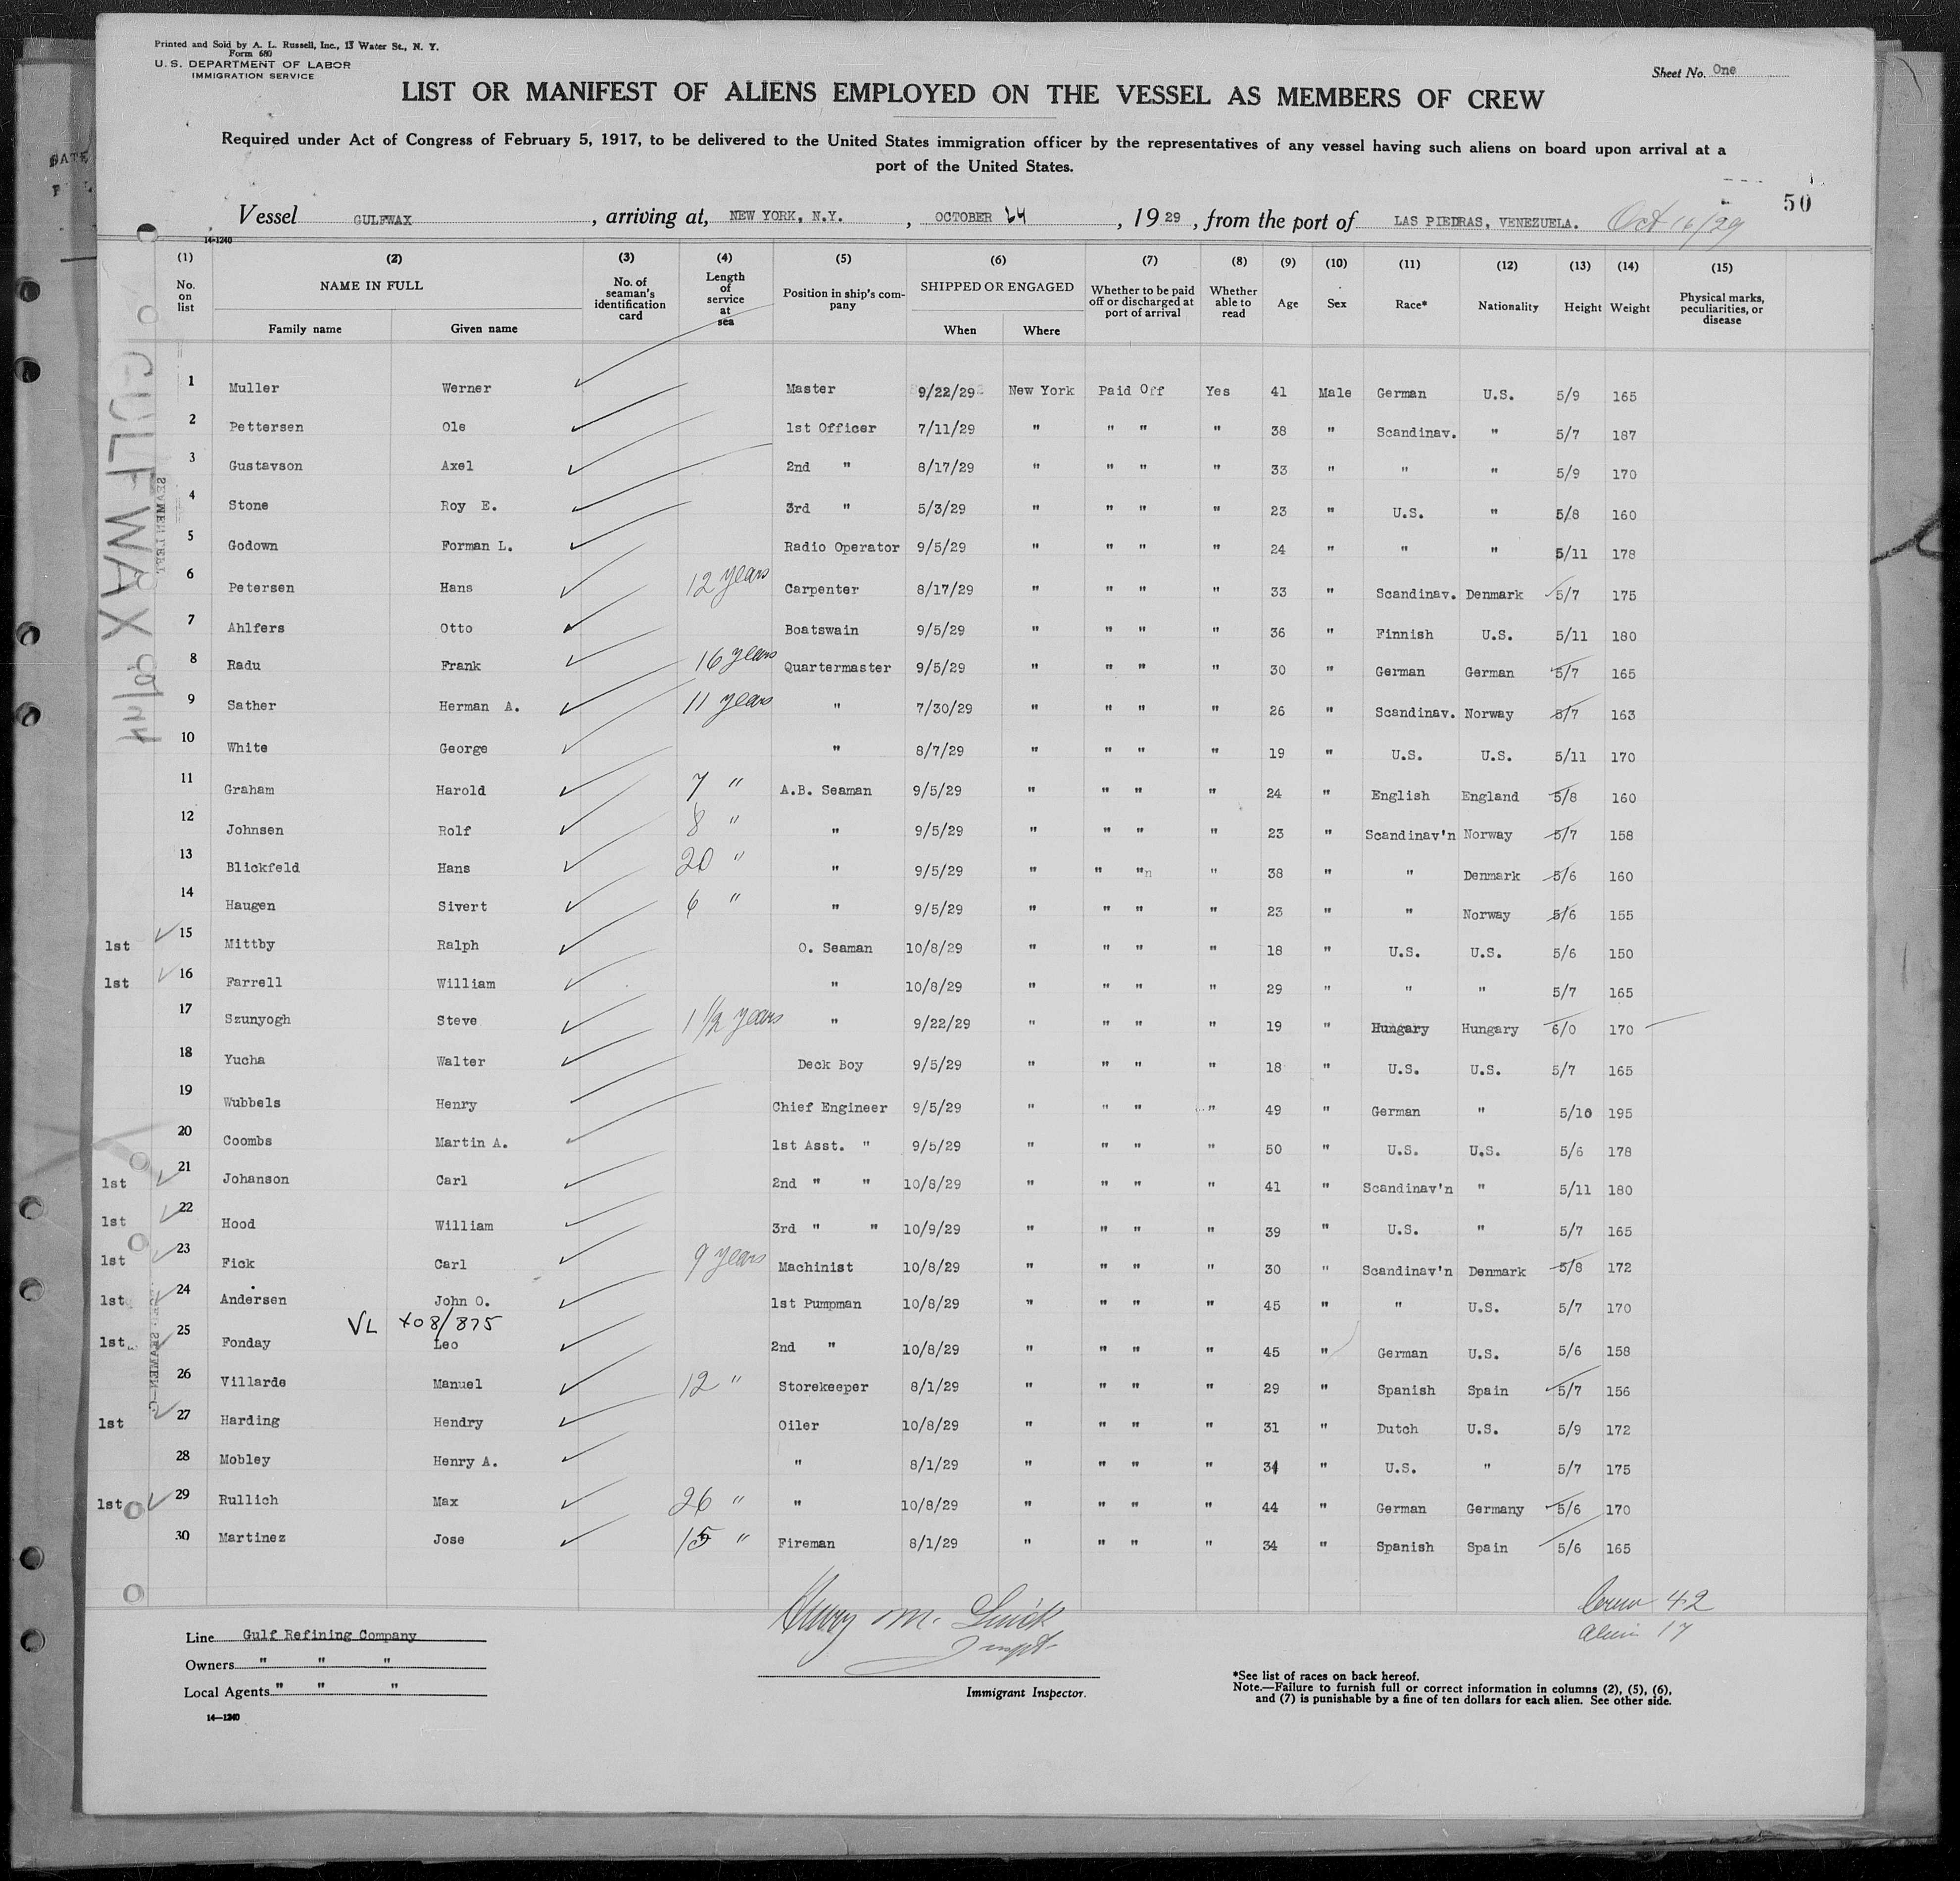 Printed and Sold by A. L. Russell, Inc., 13 Water St., N. Y.
Form 680
U. S. DEPARTMENT OF LABOR
IMMIGRATION SERVICE
Sheet No. One
LIST OR MANIFEST OF ALIENS EMPLOYED ON THE VESSEL AS MEMBERS OF CREW
Required under Act of Congress of February 5, 1917, to be delivered to the United States immigration officer by the representatives of any vessel having such aliens on board upon arrival at a
port of the United States.
50
Vessel GULFWAX, arriving at, NEW YORK, N.Y., OCTOBER 24, 1929, from the port of LAS PIEDRAS, VENEZUELA. Oct 16/29
14-1240
(1) (2) (3) (4) (5) (6) (7) (8) (9) (10) (11) (12) (13) (14) (15)
No. on list NAME IN FULL Family name Given name No. of seaman's identification card Length of service at sea Position in ship's company SHIPPED OR ENGAGED When Where Whether to be paid off or discharged at port of arrival Whether able to read Age Sex Race* Nationality Height Weight Physical marks, peculiarities, or disease
1 Muller Werner Master 9/22/29 New York Paid Off Yes 41 Male German U.S. 5/9 165
2 Pettersen Ole 1st Officer 7/11/29 " " " " 38 " Scandinav. " 5/7 187
3 Gustavson Axel 2nd " 8/17/29 " " " " 33 " " " 5/9 170
4 Stone Roy E. 3rd " 5/3/29 " " " " 23 " U.S. " 5/8 160
5 Godown Forman L. Radio Operator 9/5/29 " " " " 24 " " " 5/11 178
6 Petersen Hans 12 years Carpenter 8/17/29 " " " " 33 " Scandinav. Denmark 5/7 175
7 Ahlfers Otto Boatswain 9/5/29 " " " " 36 " Finnish U.S. 5/11 180
8 Radu Frank 16 years Quartermaster 9/5/29 " " " " 30 " German German 5/7 165
9 Sather Herman A. 11 years " 7/30/29 " " " " 26 " Scandinav. Norway 5/7 163
10 White George " 8/7/29 " " " " 19 " U.S. U.S. 5/11 170
11 Graham Harold 7 " A.B. Seaman 9/5/29 " " " " 24 " English England 5/8 160
12 Johnsen Rolf 8 " " 9/5/29 " " " " 23 " Scandinav'n Norway 5/7 158
13 Blickfeld Hans 20 " " 9/5/29 " " " " 38 " " Denmark 5/6 160
14 Haugen Sivert 6 " " 9/5/29 " " " " 23 " " Norway 5/6 155
1st 15 Mittby Ralph O. Seaman 10/8/29 " " " " 18 " U.S. U.S. 5/6 150
1st 16 Farrell William " 10/8/29 " " " " 29 " " " 5/7 165
17 Szunyogh Steve 1 1/2 years " 9/22/29 " " " " 19 " Hungary Hungary 6/0 170
18 Yucha Walter Deck Boy 9/5/29 " " " " 18 " U.S. U.S. 5/7 165
19 Wubbels Henry Chief Engineer 9/5/29 " " " " 49 " German " 5/10 195
20 Coombs Martin A. 1st Asst. " 9/5/29 " " " " 50 " U.S. U.S. 5/6 178
1st 21 Johanson Carl 2nd " " 10/8/29 " " " " 41 " Scandinav'n " 5/11 180
1st 22 Hood William 3rd " " 10/9/29 " " " " 39 " U.S. " 5/7 165
1st 23 Fick Carl 9 years Machinist 10/8/29 " " " " 30 " Scandinav'n Denmark 5/8 172
1st 24 Andersen John O. 1st Pumpman 10/8/29 " " " " 45 " " U.S. 5/7 170
VL +08/875
1st 25 Fonday Leo 2nd " 10/8/29 " " " " 45 " German U.S. 5/6 158
26 Villarde Manuel 12 " Storekeeper 8/1/29 " " " " 29 " Spanish Spain 5/7 156
1st 27 Harding Hendry Oiler 10/8/29 " " " " 31 " Dutch U.S. 5/9 172
28 Mobley Henry A. " 8/1/29 " " " " 34 " U.S. " 5/7 175
1st 29 Rullich Max 26 " " 10/8/29 " " " " 44 " German Germany 5/6 170
30 Martinez Jose 15 " Fireman 8/1/29 " " " " 34 " Spanish Spain 5/6 165
GULFWAX
Crew 42
Alien 17
Line Gulf Refining Company
Owners " " "
Local Agents " " "
14—1240
Henry M.
Inspt.
Immigrant Inspector.
*See list of races on back hereof.
Note.—Failure to furnish full or correct information in columns (2), (5), (6),
and (7) is punishable by a fine of ten dollars for each alien. See other side.